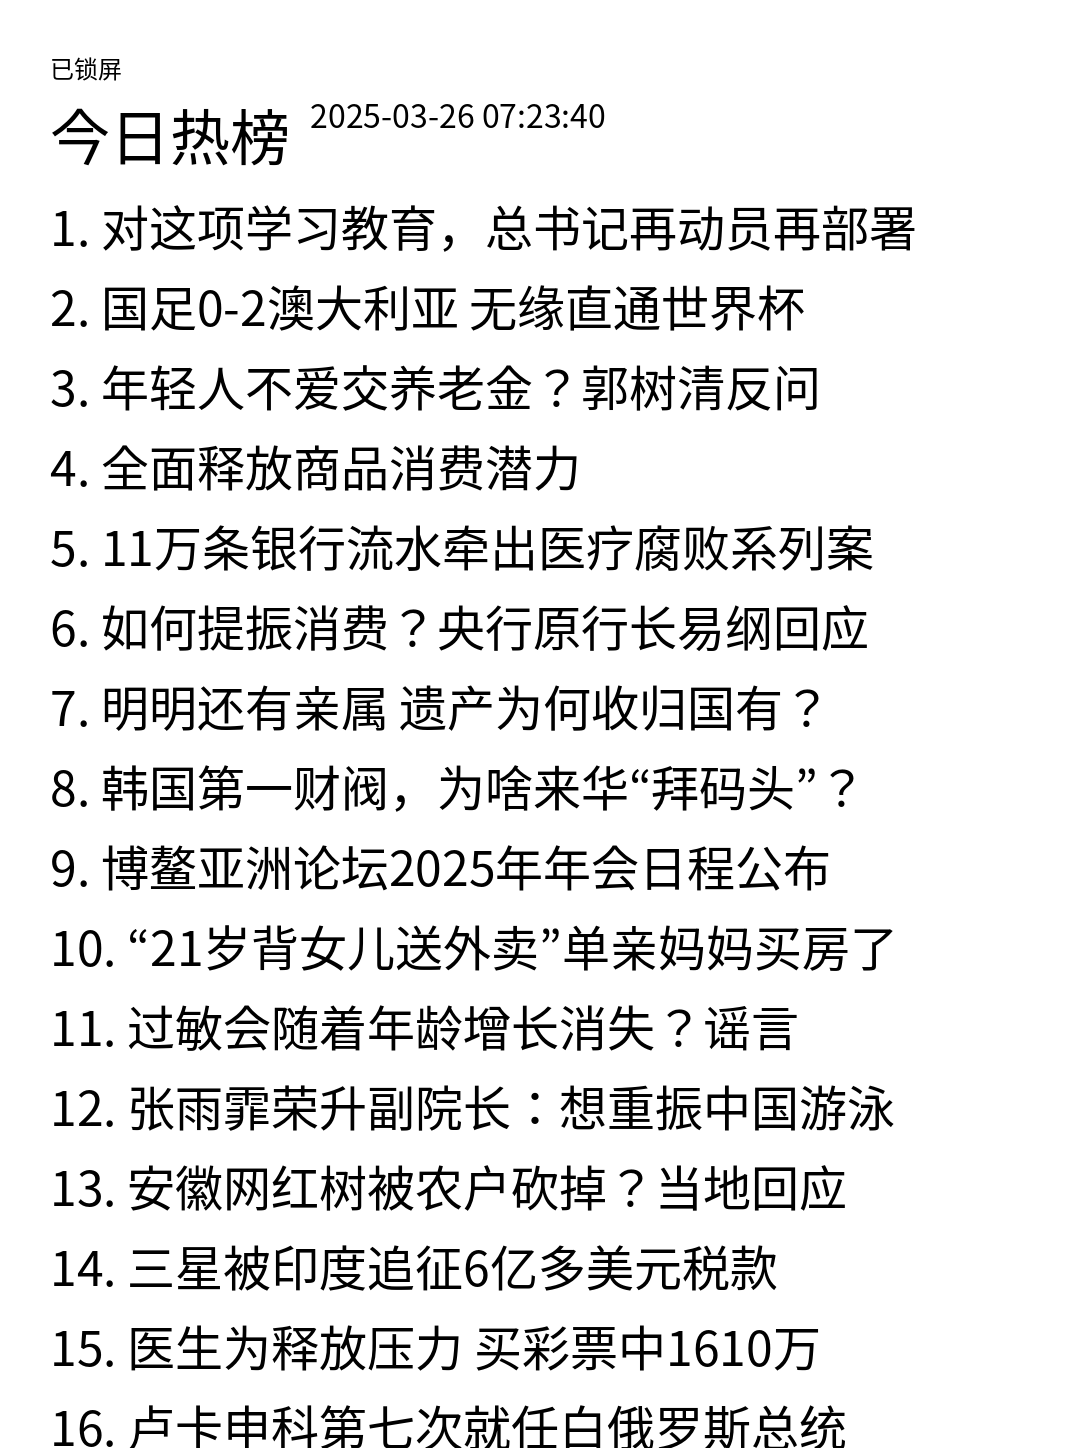 已锁屏
今日热榜 2025-03-26 07:23:40
1. 对这项学习教育，总书记再动员再部署
2. 国足0-2澳大利亚 无缘直通世界杯
3. 年轻人不爱交养老金？郭树清反问
4. 全面释放商品消费潜力
5. 11万条银行流水牵出医疗腐败系列案
6. 如何提振消费？央行原行长易纲回应
7. 明明还有亲属 遗产为何收归国有？
8. 韩国第一财阀，为啥来华“拜码头”？
9. 博鳌亚洲论坛2025年年会日程公布
10. “21岁背女儿送外卖”单亲妈妈买房了
11. 过敏会随着年龄增长消失？谣言
12. 张雨霏荣升副院长：想重振中国游泳
13. 安徽网红树被农户砍掉？当地回应
14. 三星被印度追征6亿多美元税款
15. 医生为释放压力 买彩票中1610万
16. 卢卡申科第七次就任白俄罗斯总统